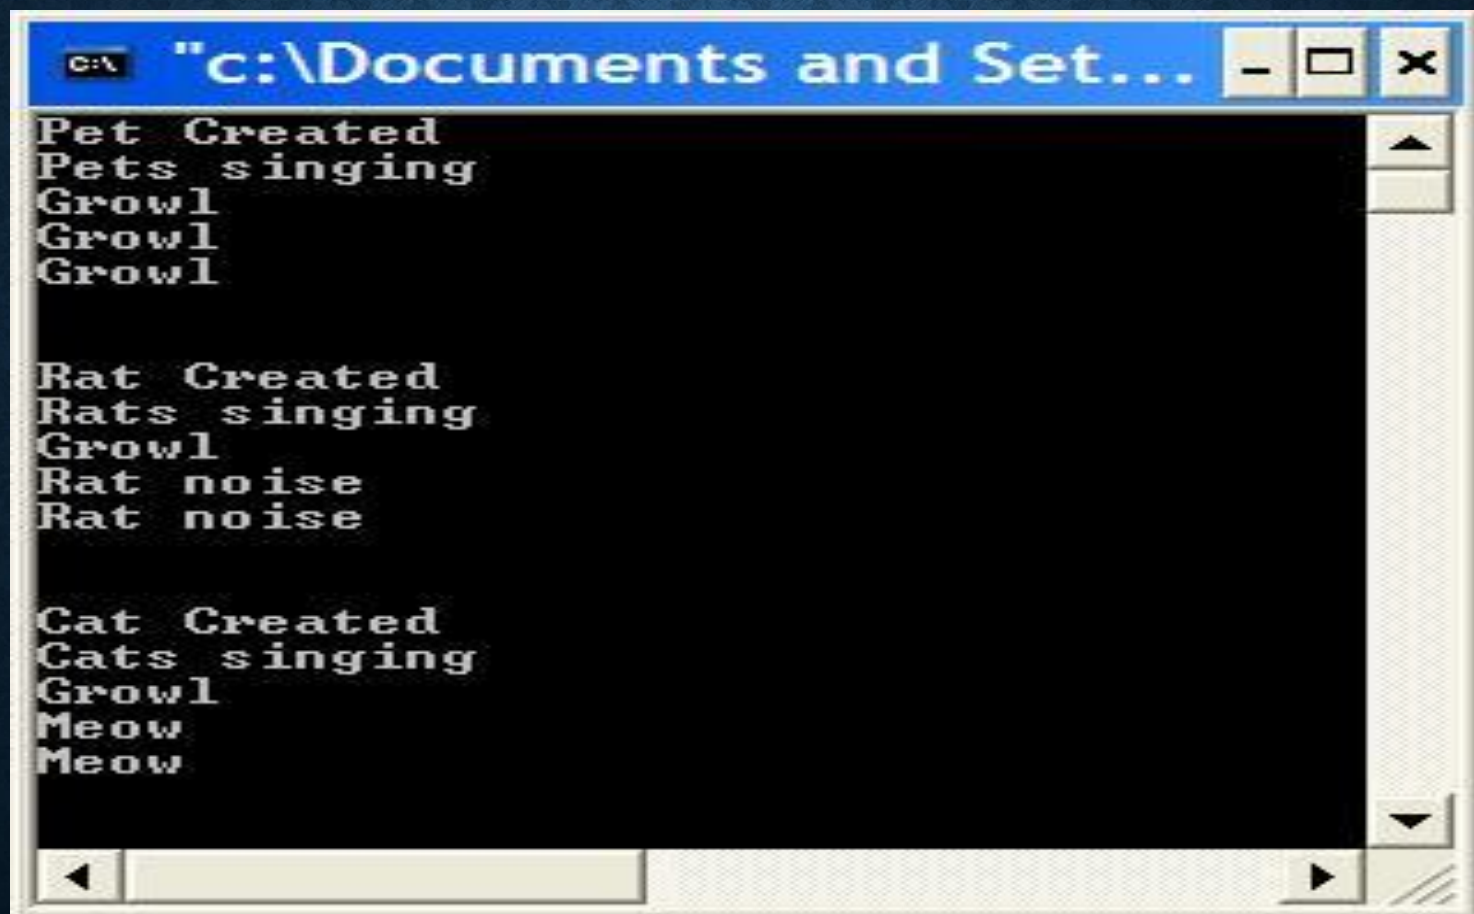 C:\ "c:\Documents and Set...
Pet Created
Pets singing
Growl
Growl
Growl
Rat Created
Rats singing
Growl
Rat noise
Rat noise
Cat Created
Cats singing
Growl
Meow
Meow